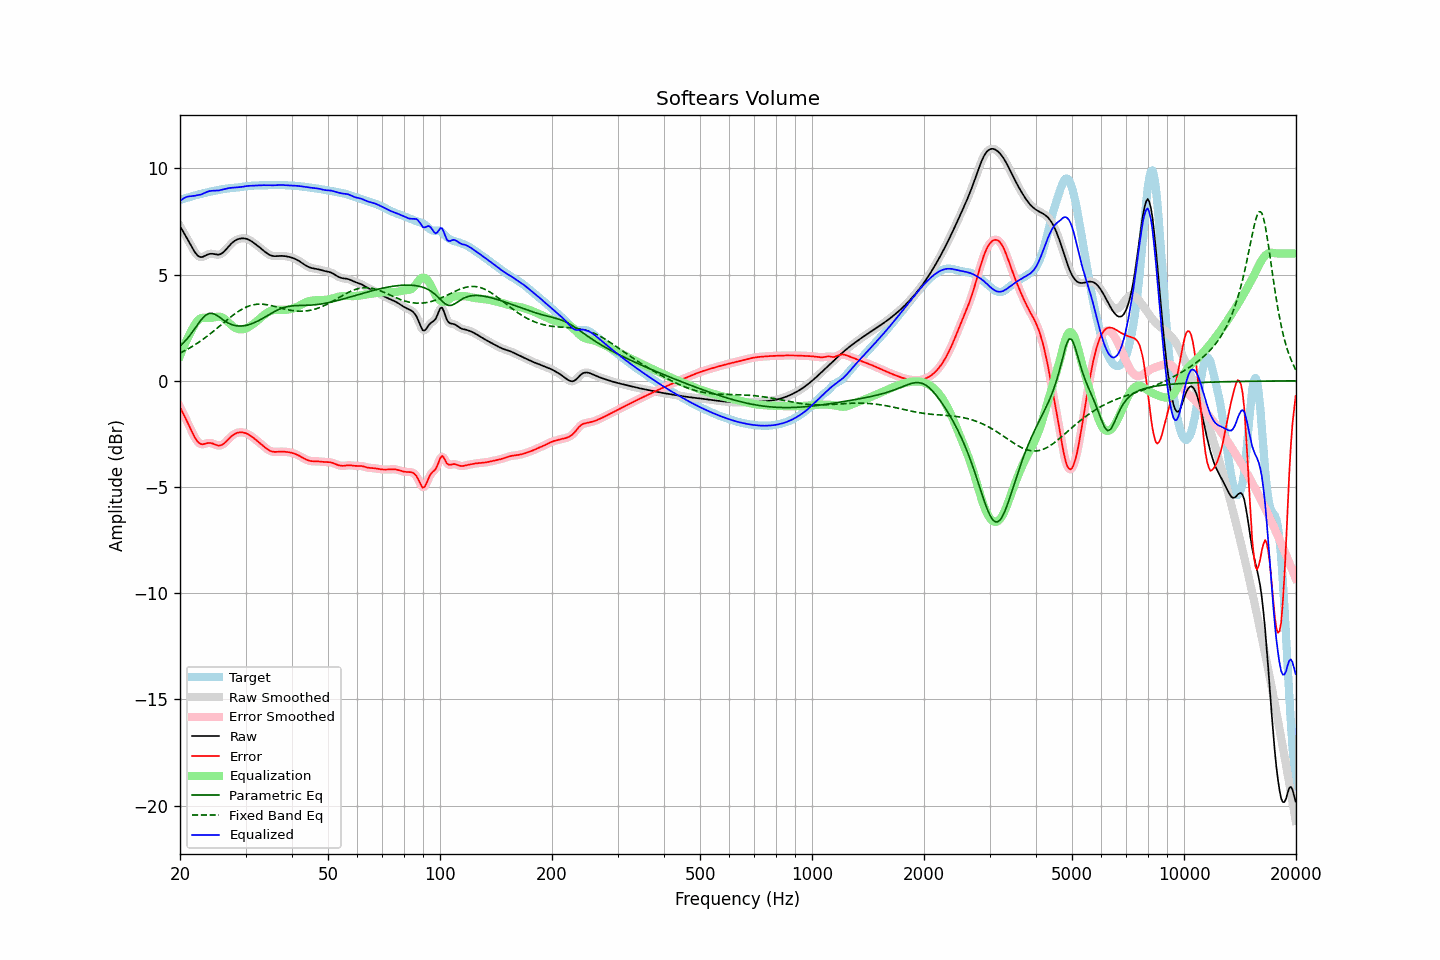 Softears Volume
10
5
0
−5
−10
−15
−20
Amplitude (dBr)
Target
Raw Smoothed
Error Smoothed
Raw
Error
Equalization
Parametric Eq
Fixed Band Eq
Equalized
20 50 100 200 500 1000 2000 5000 10000 20000
Frequency (Hz)